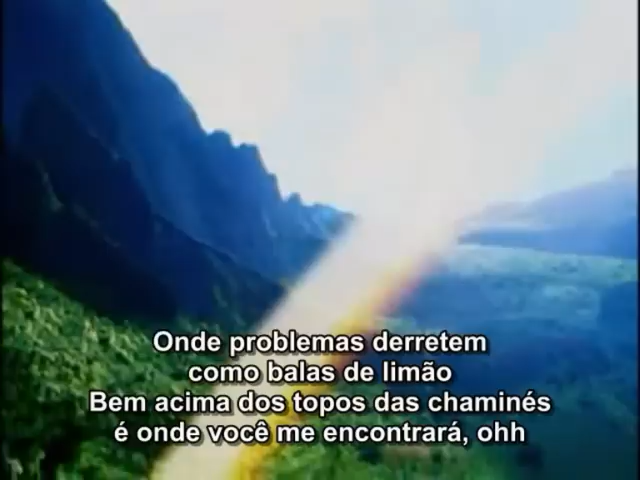 Onde problemas derretem
como balas de limão
Bem acima dos topos das chaminés
é onde você me encontrará, ohh